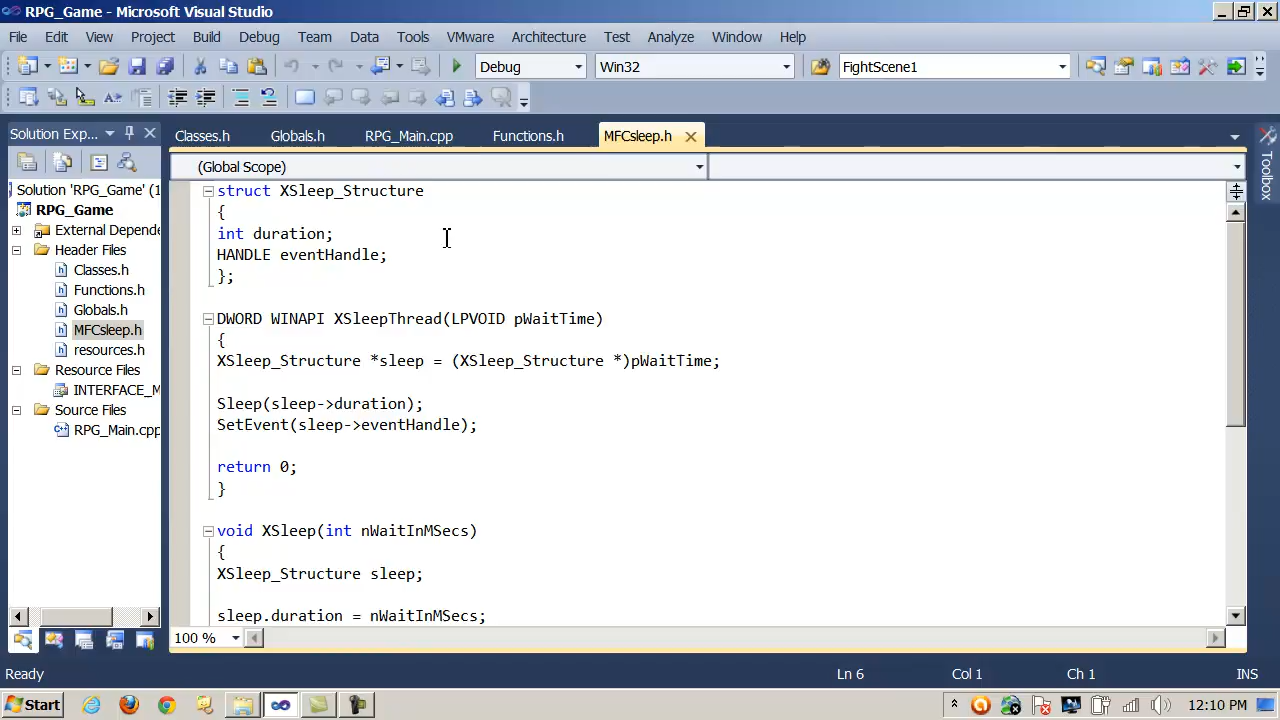 RPG_Game - Microsoft Visual Studio
File Edit View Project Build Debug Team Data Tools VMware Architecture Test Analyze Window Help
Debug Win32 FightScene1
Solution Exp... Classes.h Globals.h RPG_Main.cpp Functions.h MFCsleep.h
Toolbox
(Global Scope)
Solution 'RPG_Game' (1
RPG_Game
External Depende
Header Files
Classes.h
Functions.h
Globals.h
MFCsleep.h
resources.h
Resource Files
INTERFACE_M
Source Files
RPG_Main.cpp
struct XSleep_Structure
{
int duration;
HANDLE eventHandle;
};
DWORD WINAPI XSleepThread(LPVOID pWaitTime)
{
XSleep_Structure *sleep = (XSleep_Structure *)pWaitTime;
Sleep(sleep->duration);
SetEvent(sleep->eventHandle);
return 0;
}
void XSleep(int nWaitInMSecs)
{
XSleep_Structure sleep;
sleep.duration = nWaitInMSecs;
100 %
Ready Ln 6 Col 1 Ch 1 INS
Start 12:10 PM